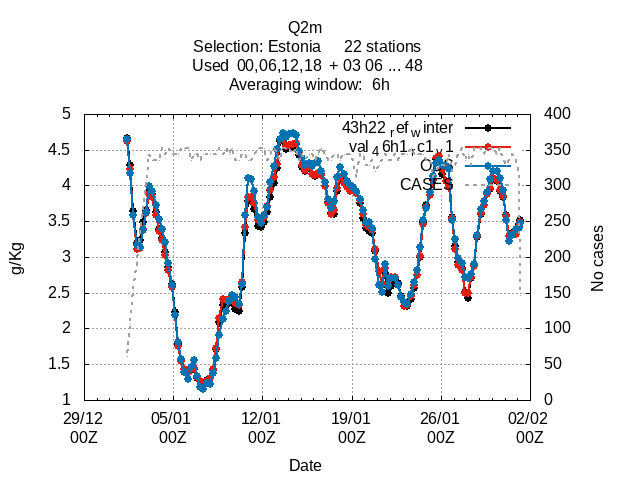 Q2m
Selection: Estonia 22 stations
Used 00,06,12,18 + 03 06 ... 48
Averaging window: 6h
5
4.5
4
3.5
3
2.5
2
1.5
1
g/Kg
400
350
300
250
200
150
100
50
0
No cases
43h22refwinter
val46h1rc11
OBS
CASES
29/12 05/01 12/01 19/01 26/01 02/02
00Z 00Z 00Z 00Z 00Z 00Z
Date